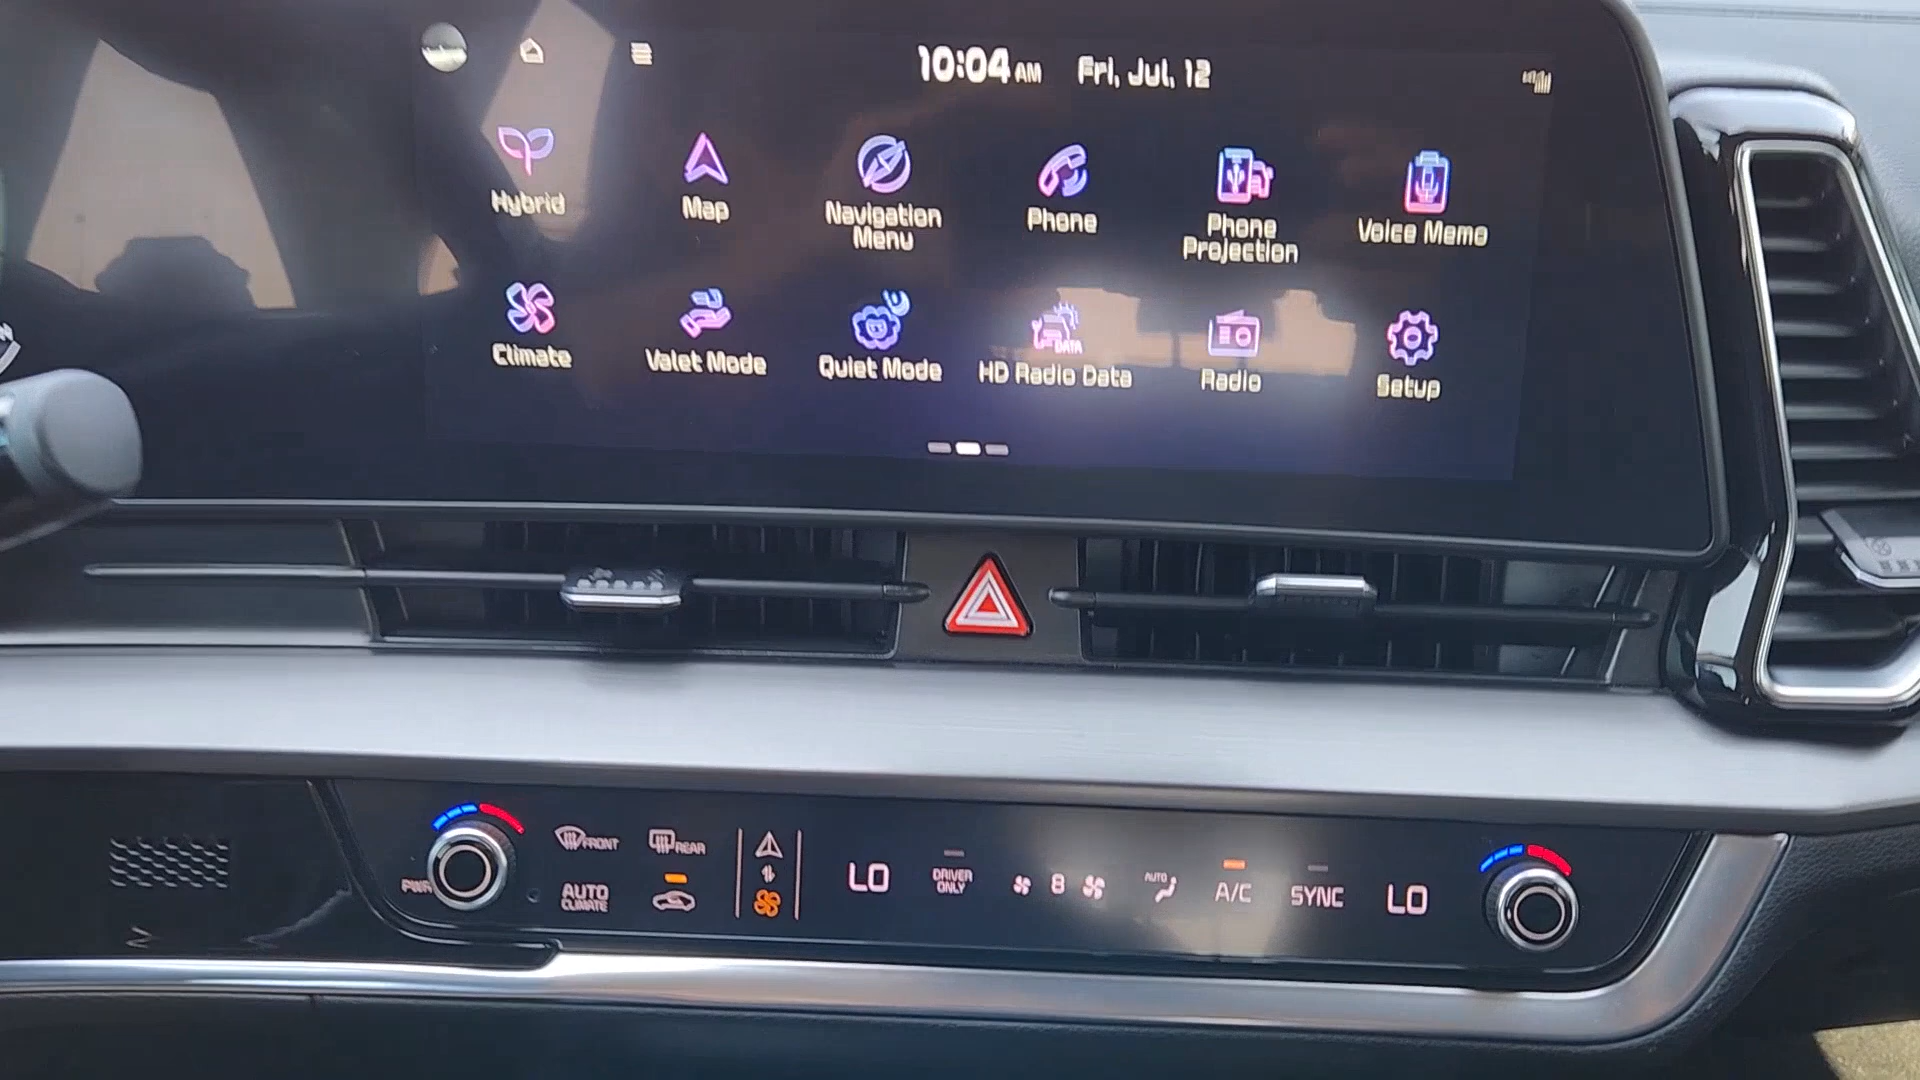 10:04 AM Fri, Jul, 12
Hybrid
Map
Navigation
Menu
Phone
Phone
Projection
Voice Memo
Climate
Valet Mode
Quiet Mode
DATA
HD Radio Data
Radio
Setup
PWR
FRONT
REAR
AUTO
CLIMATE
LO
DRIVER
ONLY
8
AUTO
A/C
SYNC
LO